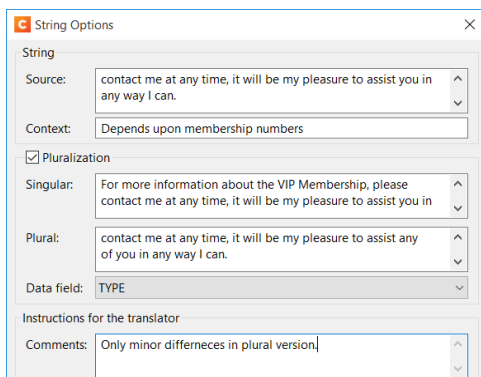 C String Options
String
Source: contact me at any time, it will be my pleasure to assist you in
any way I can.
Context: Depends upon membership numbers
Pluralization
Singular: For more information about the VIP Membership, please
contact me at any time, it will be my pleasure to assist you in
Plural: contact me at any time, it will be my pleasure to assist any
of you in any way I can.
Data field: TYPE
Instructions for the translator
Comments: Only minor differneces in plural version.